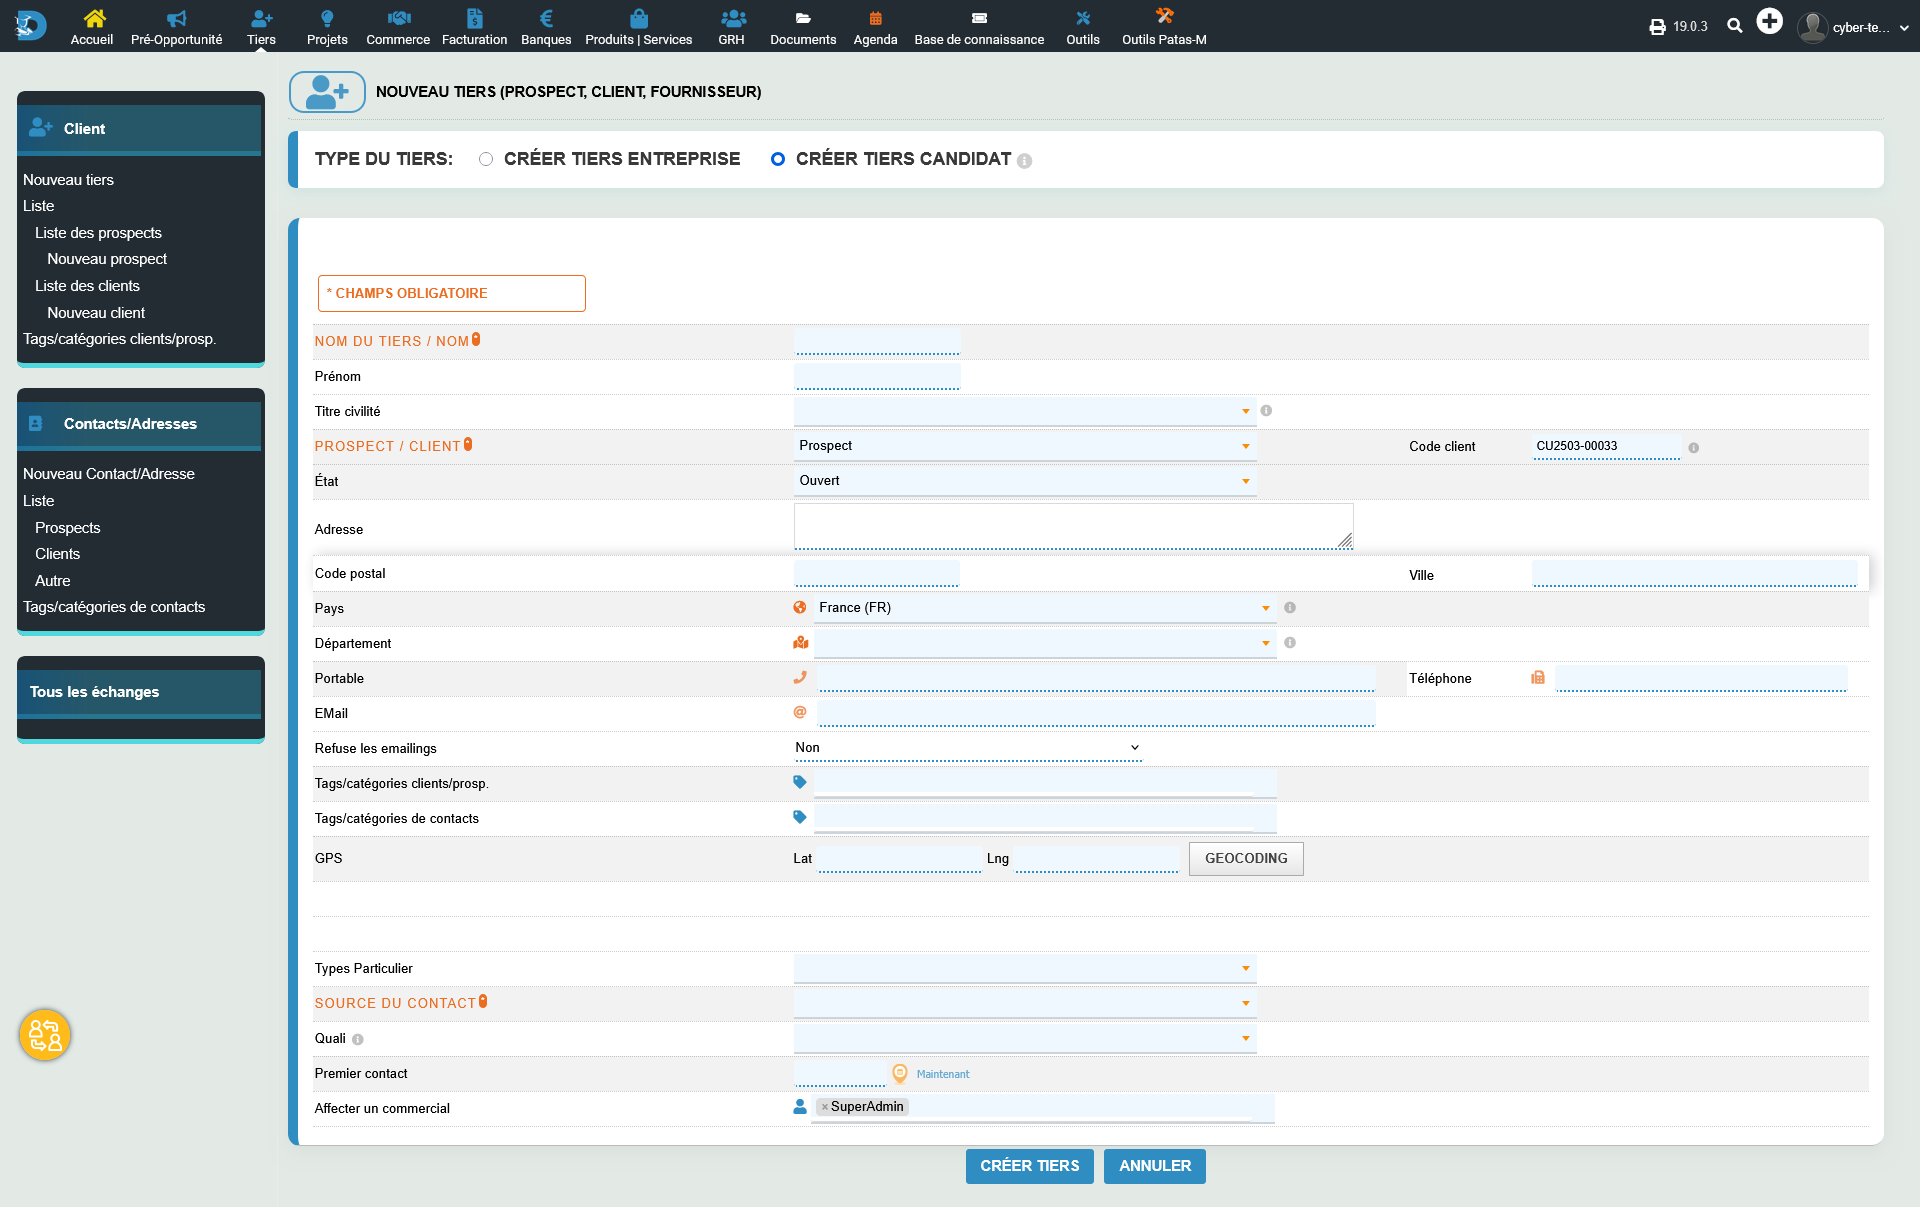 Accueil Pré-Opportunité Tiers Projets Commerce Facturation Banques Produits | Services GRH Documents Agenda Base de connaissance Outils Outils Patas-M 19.0.3 cyber-te...
NOUVEAU TIERS (PROSPECT, CLIENT, FOURNISSEUR)
Client
Nouveau tiers
Liste
Liste des prospects
Nouveau prospect
Liste des clients
Nouveau client
Tags/catégories clients/prosp.
Contacts/Adresses
Nouveau Contact/Adresse
Liste
Prospects
Clients
Autre
Tags/catégories de contacts
Tous les échanges
TYPE DU TIERS: CRÉER TIERS ENTREPRISE CRÉER TIERS CANDIDAT
* CHAMPS OBLIGATOIRE
NOM DU TIERS / NOM*
Prénom
Titre civilité
PROSPECT / CLIENT* Prospect Code client CU2503-00033
État Ouvert
Adresse
Code postal Ville
Pays France (FR)
Département
Portable Téléphone
EMail @
Refuse les emailings Non
Tags/catégories clients/prosp.
Tags/catégories de contacts
GPS Lat Lng GEOCODING
Types Particulier
SOURCE DU CONTACT*
Quali
Premier contact Maintenant
Affecter un commercial × SuperAdmin
CRÉER TIERS ANNULER